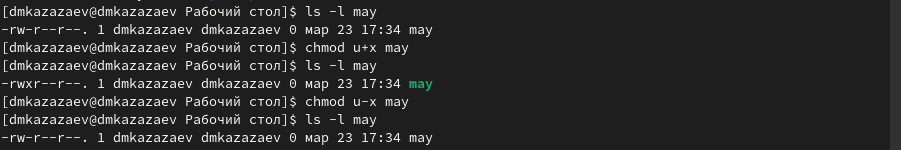 [dmkazazaev@dmkazazaev Рабочий стол]$ ls -l may
-rw-r--r--. 1 dmkazazaev dmkazazaev 0 мар 23 17:34 may
[dmkazazaev@dmkazazaev Рабочий стол]$ chmod u+x may
[dmkazazaev@dmkazazaev Рабочий стол]$ ls -l may
-rwxr--r--. 1 dmkazazaev dmkazazaev 0 мар 23 17:34 may
[dmkazazaev@dmkazazaev Рабочий стол]$ chmod u-x may
[dmkazazaev@dmkazazaev Рабочий стол]$ ls -l may
-rw-r--r--. 1 dmkazazaev dmkazazaev 0 мар 23 17:34 may